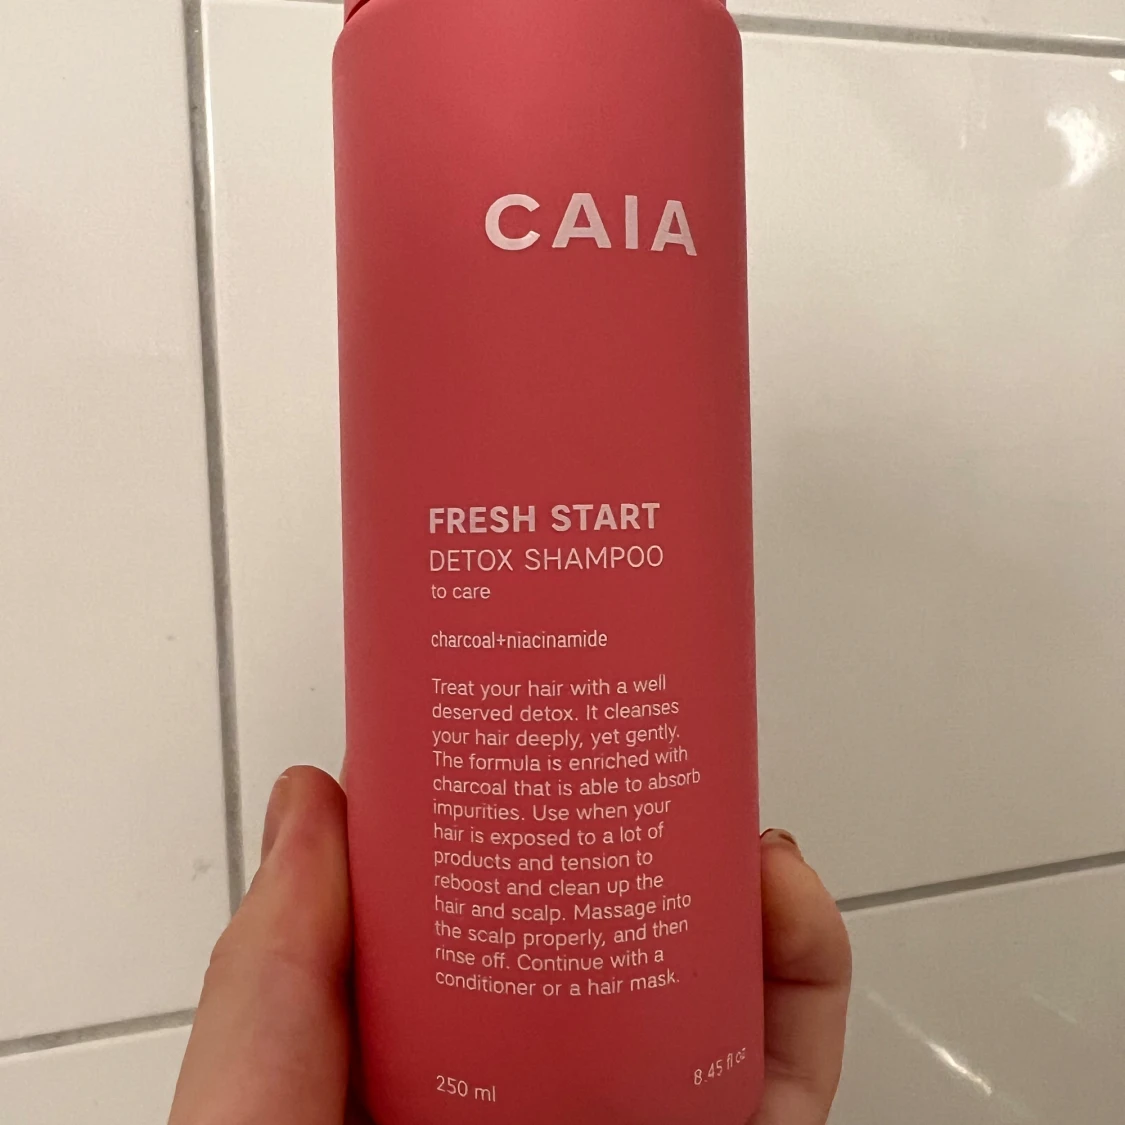 CAIA
FRESH START
DETOX SHAMPOO
to care
charcoal+niacinamide
Treat your hair with a well
deserved detox. It cleanses
your hair deeply, yet gently.
The formula is enriched with
charcoal that is able to absorb
impurities. Use when your
hair is exposed to a lot of
products and tension to
reboost and clean up the
hair and scalp. Massage into
the scalp properly, and then
rinse off. Continue with a
conditioner or a hair mask.
250 ml
8.45 fl oz